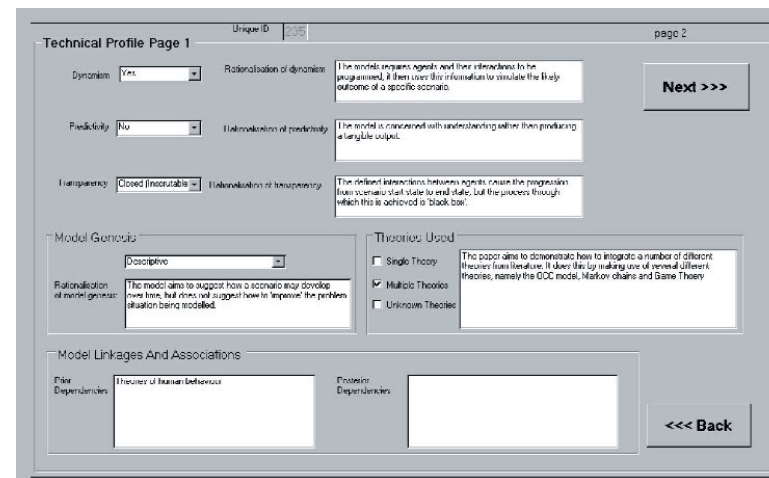 Unique ID 235 page 2
Technical Profile Page 1
Dynamism Yes Rationalisation of dynamism
The models requires agents and their interactions to be
programmed, it then uses this information to simulate the likely
outcome of a specific scenario.
Next >>>
Predictivity No Rationalisation of predictivity
The model is concerned with understanding rather than producing
a tangible output.
Transparency Closed (Inscrutable Rationalisation of transparency
The defined interactions between agents cause the progression
from scenario start state to end state, but the process through
which this is achieved is 'black box'.
Model Genesis
Descriptive
Rationalisation
of model genesis:
The model aims to suggest how a scenario may develop
over time, but does not suggest how to 'improve' the problem
situation being modelled.
Theories Used
Single Theory
Multiple Theories
Unknown Theories
The paper aims to demonstrate how to integrate a number of different
theories from literature. It does this by making use of several different
theories, namely the OCC model, Markov chains and Game Thoery
Model Linkages And Associations
Prior
Dependencies
Theories of human behaviour
Posterior
Dependencies
<<< Back